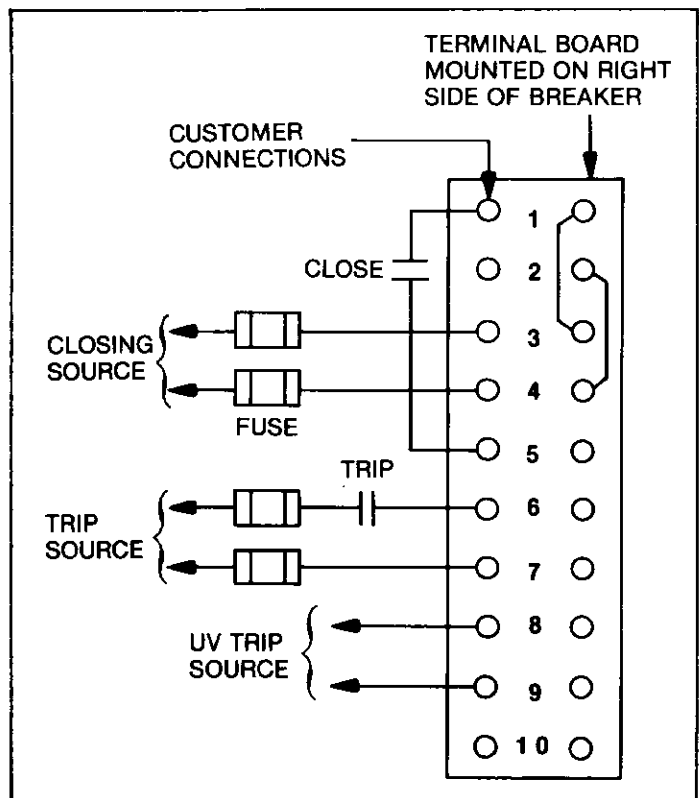 TERMINAL BOARD
MOUNTED ON RIGHT
SIDE OF BREAKER
CUSTOMER
CONNECTIONS
1
CLOSE
2
CLOSING
SOURCE
3
4
FUSE
5
TRIP
6
TRIP
SOURCE
7
UV TRIP
SOURCE
8
9
10